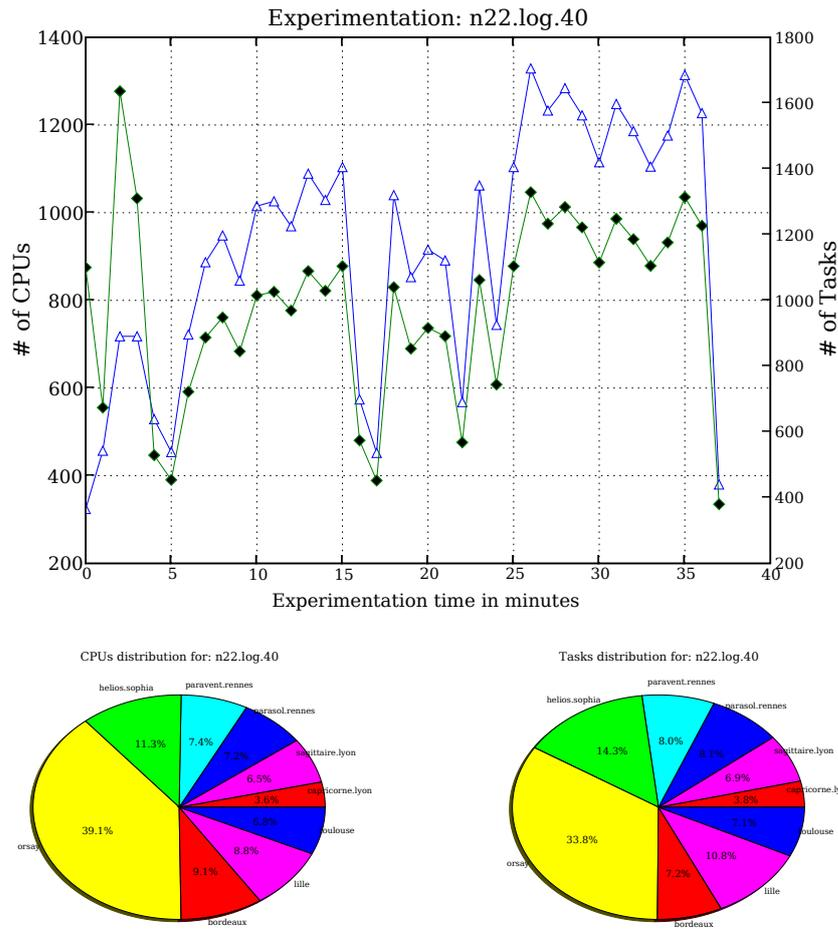 Experimentation: n22.log.40
1400
1200
1000
800
600
400
200
# of CPUs
1800
1600
1400
1200
1000
800
600
400
200
# of Tasks
0 5 10 15 20 25 30 35 40
Experimentation time in minutes
CPUs distribution for: n22.log.40
helios.sophia
paravent.rennes
parasol.rennes
sagittaire.lyon
capricorne.lyon
oulouse
lille
bordeaux
orsay
11.3%
7.4%
7.2%
6.5%
3.6%
6.8%
8.8%
9.1%
39.1%
Tasks distribution for: n22.log.40
helios.sophia
paravent.rennes
parasol.rennes
sagittaire.lyon
capricorne.ly
oulouse
lille
bordeaux
orsay
14.3%
8.0%
8.1%
6.9%
3.8%
7.1%
10.8%
7.2%
33.8%